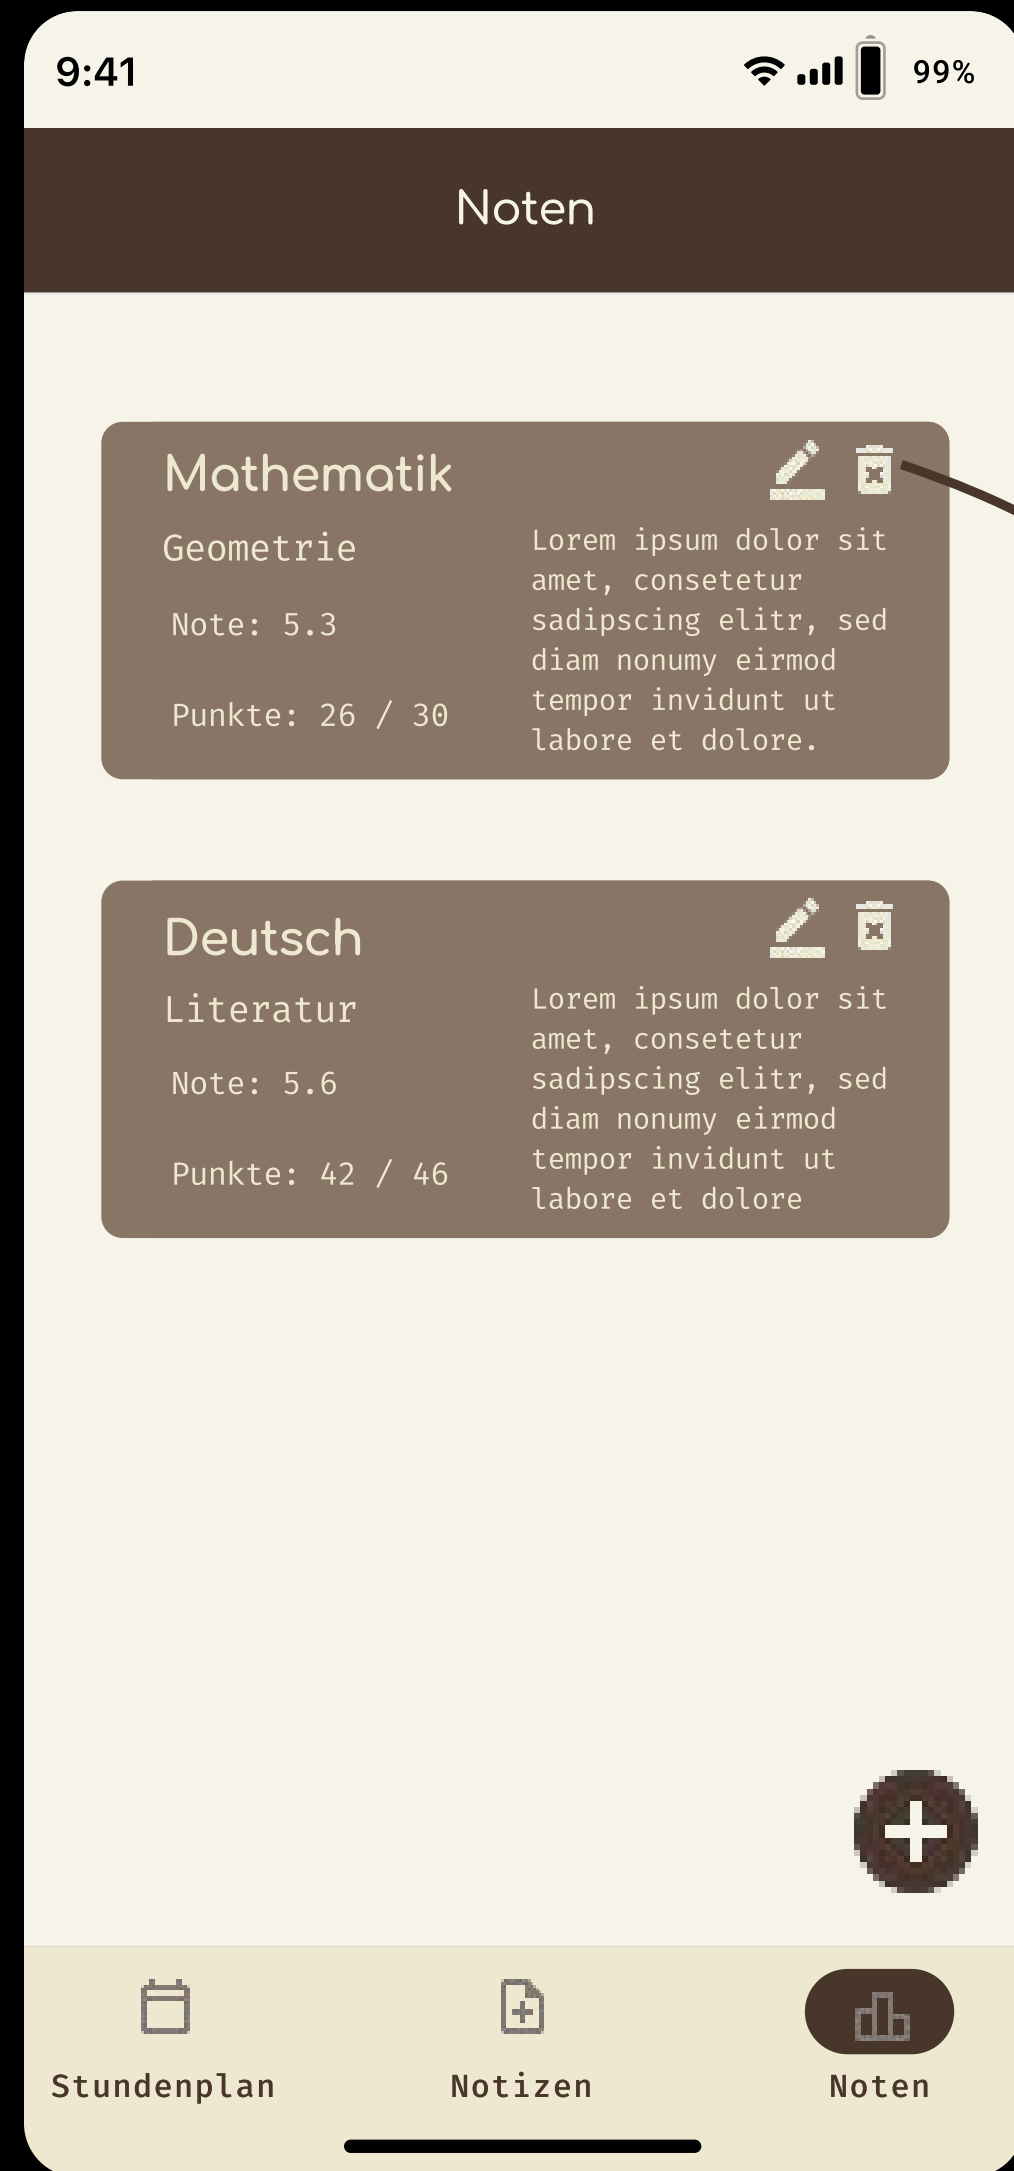 9:41
99%
Noten
Mathematik
Geometrie
Note: 5.3
Punkte: 26 / 30
Lorem ipsum dolor sit
amet, consetetur
sadipscing elitr, sed
diam nonumy eirmod
tempor invidunt ut
labore et dolore.
Deutsch
Literatur
Note: 5.6
Punkte: 42 / 46
Lorem ipsum dolor sit
amet, consetetur
sadipscing elitr, sed
diam nonumy eirmod
tempor invidunt ut
labore et dolore
Stundenplan
Notizen
Noten